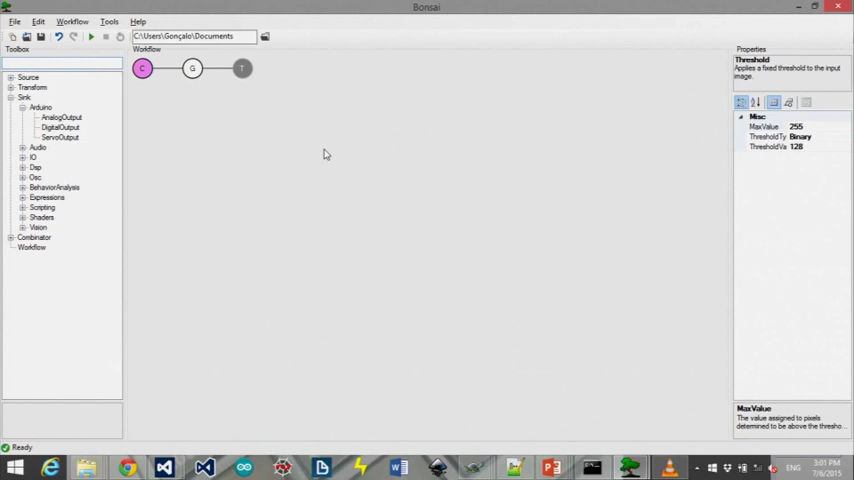 Bonsai
File Edit Workflow Tools Help
C:\Users\Gonçalo\Documents
Toolbox
Workflow
Properties
C G T
Threshold
Applies a fixed threshold to the input
image.
Source
Transform
Sink
Arduino
AnalogOutput
DigitalOutput
ServoOutput
Audio
IO
Dsp
Osc
BehaviorAnalysis
Expressions
Scripting
Shaders
Vision
Combinator
Workflow
Misc
MaxValue 255
ThresholdTy Binary
ThresholdVa 128
MaxValue
The value assigned to pixels
determined to be above the thresho...
Ready
ENG
3:01 PM
7/6/2015